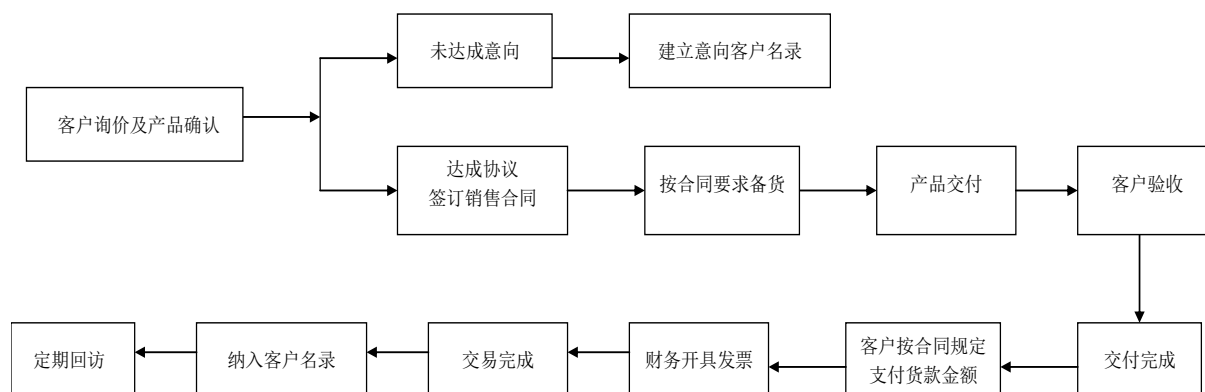 未达成意向
建立意向客户名录
客户询价及产品确认
达成协议
签订销售合同
按合同要求备货
产品交付
客户验收
定期回访
纳入客户名录
交易完成
财务开具发票
客户按合同规定
支付货款金额
交付完成